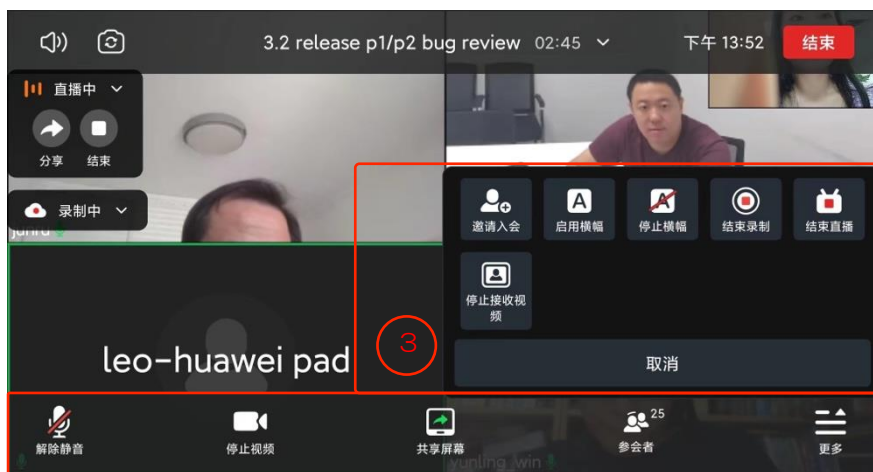 3.2 release p1/p2 bug review 02:45
下午 13:52
结束
直播中
分享 结束
录制中
junru
邀请入会
启用横幅
停止横幅
结束录制
结束直播
停止接收视
频
取消
leo-huawei pad
3
解除静音
停止视频
共享屏幕
参会者
25
更多
yunling_win